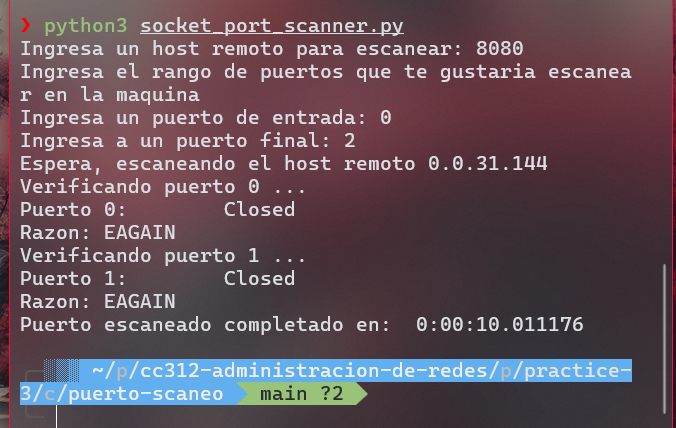 ❯ python3 socket_port_scanner.py
Ingresa un host remoto para escanear: 8080
Ingresa el rango de puertos que te gustaria escanea
r en la maquina
Ingresa un puerto de entrada: 0
Ingresa a un puerto final: 2
Espera, escaneando el host remoto 0.0.31.144
Verificando puerto 0 ...
Puerto 0:        Closed
Razon: EAGAIN
Verificando puerto 1 ...
Puerto 1:        Closed
Razon: EAGAIN
Puerto escaneado completado en:  0:00:10.011176
~/p/cc312-administracion-de-redes/p/practice-
3/c/puerto-scaneo main ?2